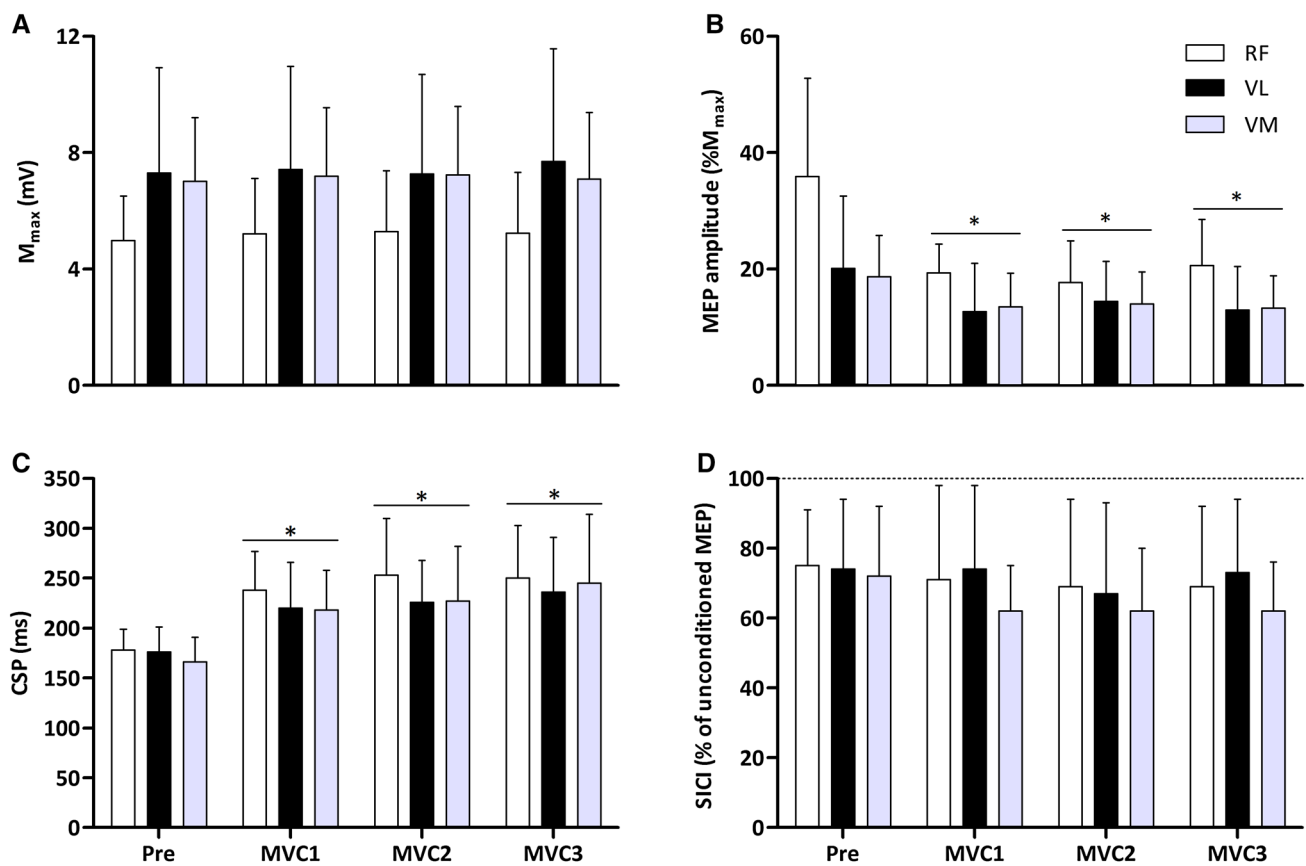 A
M_max (mV)
12
8
4
0
B
MEP amplitude (%M_max)
60
40
20
0
RF
VL
VM
*
*
*
C
CSP (ms)
350
300
250
200
150
100
50
0
*
*
*
Pre MVC1 MVC2 MVC3
D
SICI (% of unconditioned MEP)
100
80
60
40
20
0
Pre MVC1 MVC2 MVC3